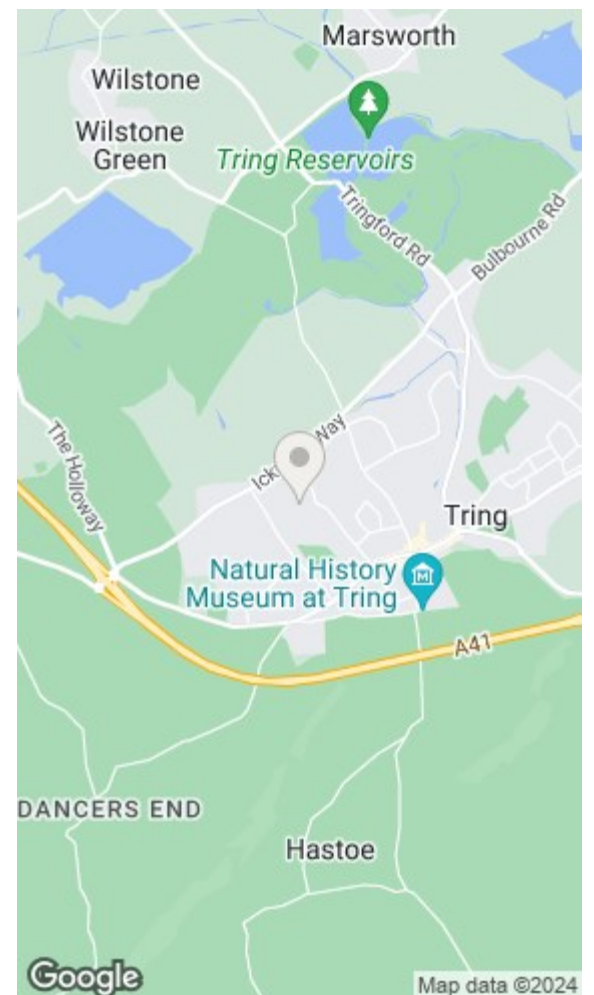 Marsworth
Wilstone
Wilstone
Green
Tring Reservoirs
Tringford Rd
Bulbourne Rd
The Holloway
Way
Tring
Natural History
Museum at Tring
A41
DANCERS END
Hastoe
Google
Map data ©2024